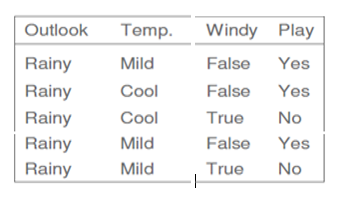 Outlook Temp. Windy Play
Rainy Mild False Yes
Rainy Cool False Yes
Rainy Cool True No
Rainy Mild False Yes
Rainy Mild True No